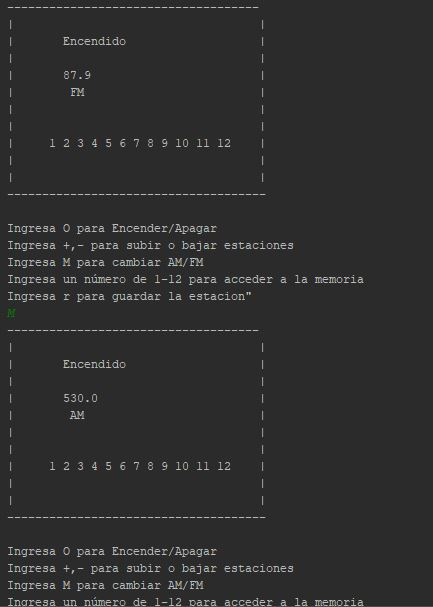 ------------------------------------
|                                   |
|       Encendido                   |
|                                   |
|       87.9                        |
|        FM                         |
|                                   |
|                                   |
|     1 2 3 4 5 6 7 8 9 10 11 12    |
|                                   |
|                                   |
-------------------------------------
Ingresa O para Encender/Apagar
Ingresa +,- para subir o bajar estaciones
Ingresa M para cambiar AM/FM
Ingresa un número de 1-12 para acceder a la memoria
Ingresa r para guardar la estacion"
M
------------------------------------
|                                   |
|       Encendido                   |
|                                   |
|       530.0                       |
|        AM                         |
|                                   |
|                                   |
|     1 2 3 4 5 6 7 8 9 10 11 12    |
|                                   |
|                                   |
-------------------------------------
Ingresa O para Encender/Apagar
Ingresa +,- para subir o bajar estaciones
Ingresa M para cambiar AM/FM
Ingresa un número de 1-12 para acceder a la memoria